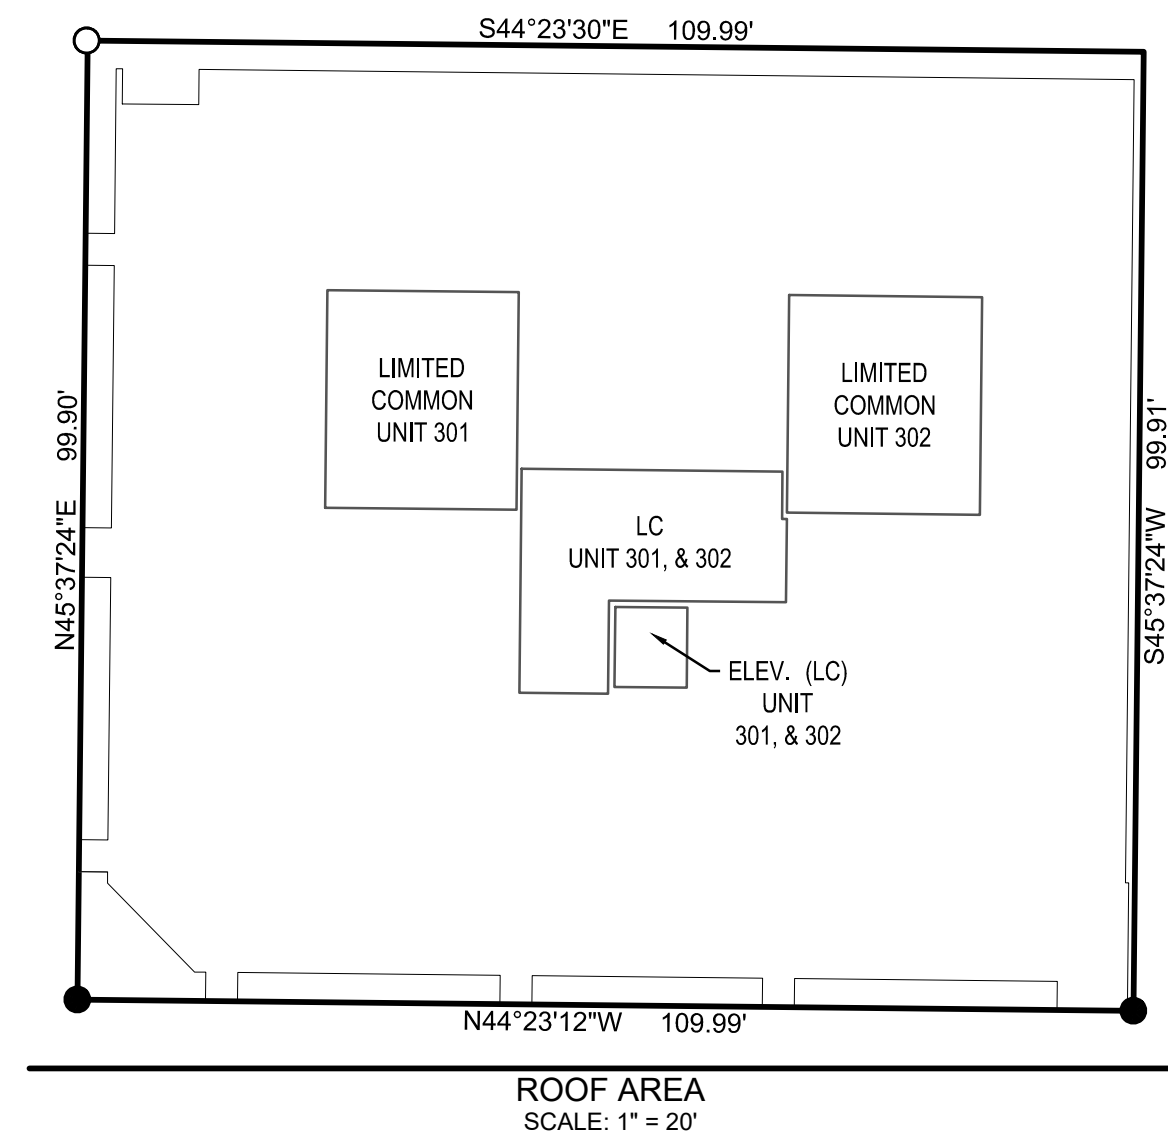 S44°23'30"E 109.99'
LIMITED
COMMON
UNIT 301
LIMITED
COMMON
UNIT 302
N45°37'24"E 99.90'
S45°37'24"W 99.91'
LC
UNIT 301, & 302
ELEV. (LC)
UNIT
301, & 302
N44°23'12"W 109.99'
ROOF AREA
SCALE: 1" = 20'